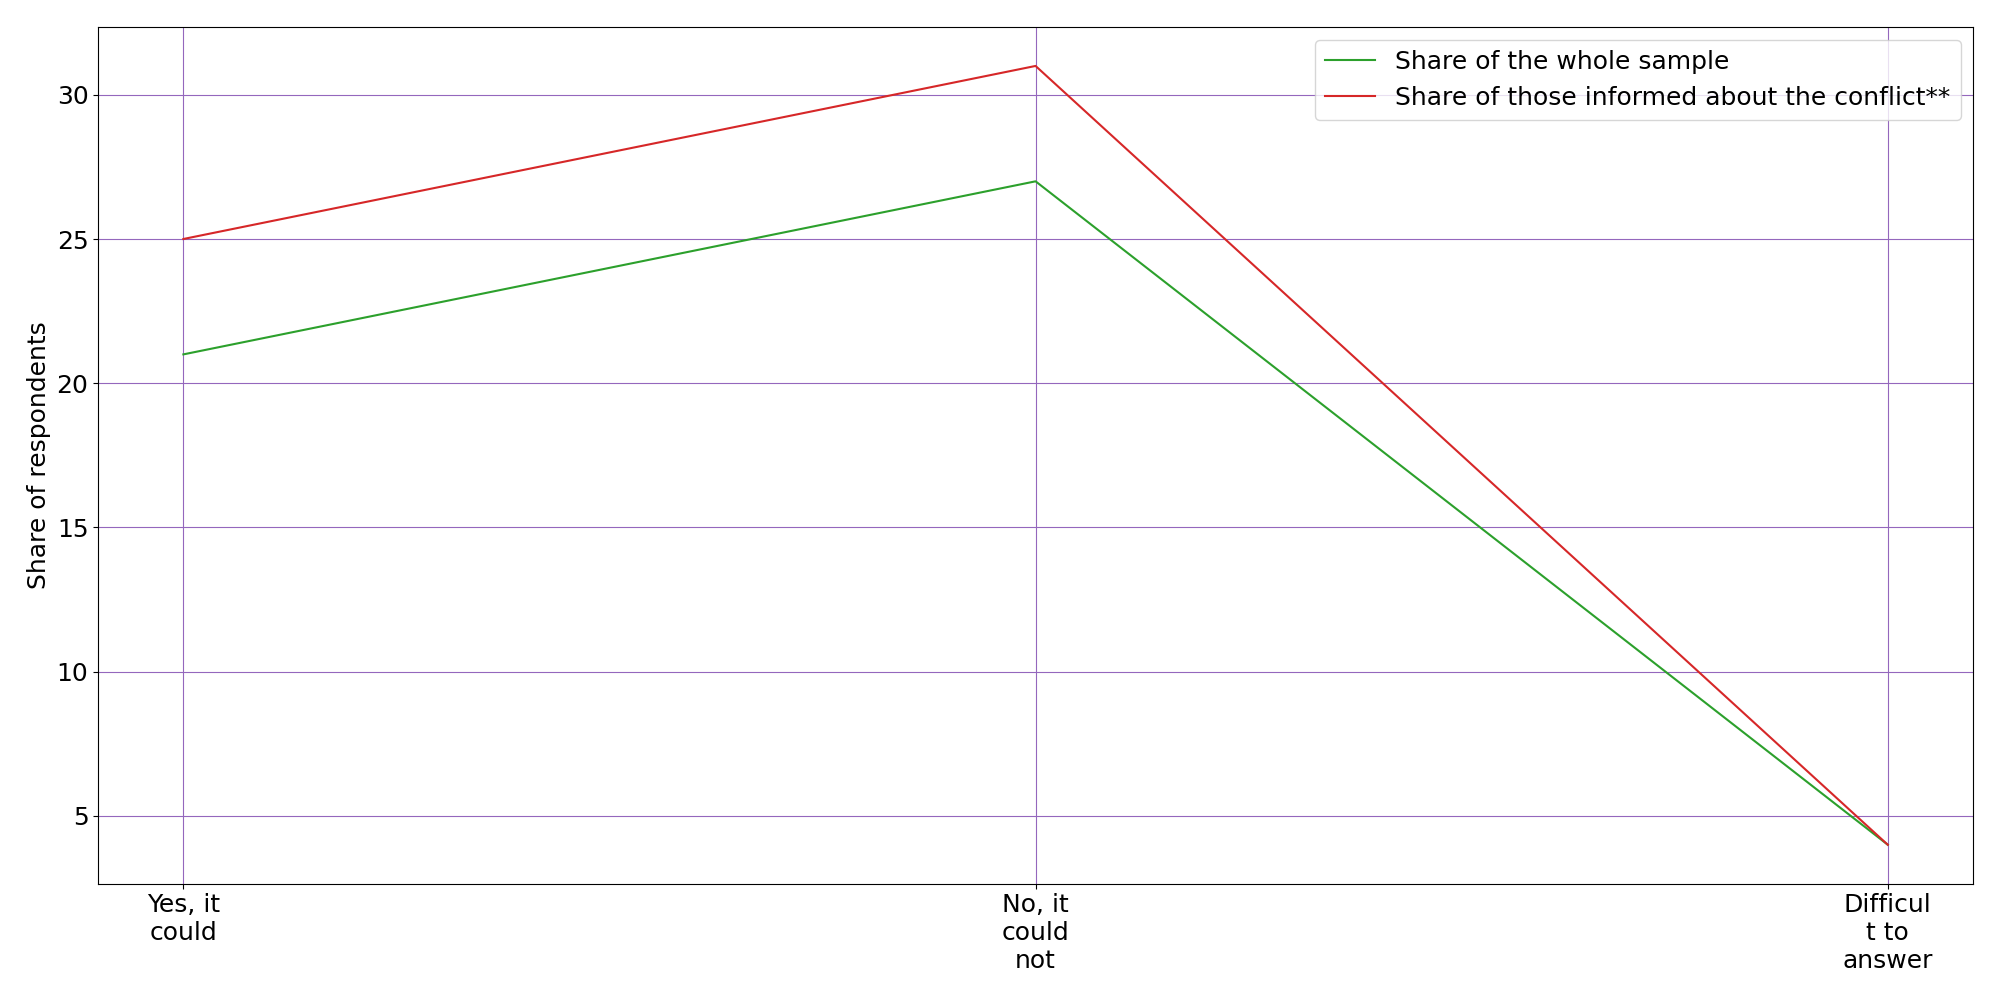 Share of the whole sample
Share of those informed about the conflict**
30
25
20
15
10
5
Share of respondents
Yes, it
could
No, it
could
not
Difficul
t to
answer